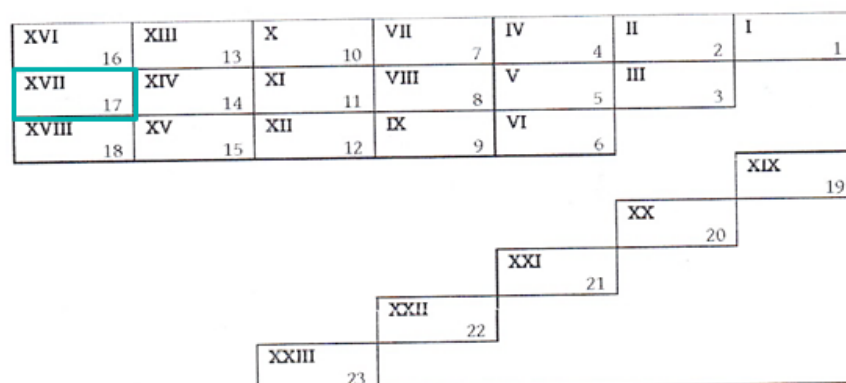 XVI 16 XIII 13 X 10 VII 7 IV 4 II 2 I 1
XVII 17 XIV 14 XI 11 VIII 8 V 5 III 3
XVIII 18 XV 15 XII 12 IX 9 VI 6
XIX 19
XX 20
XXI 21
XXII 22
XXIII 23